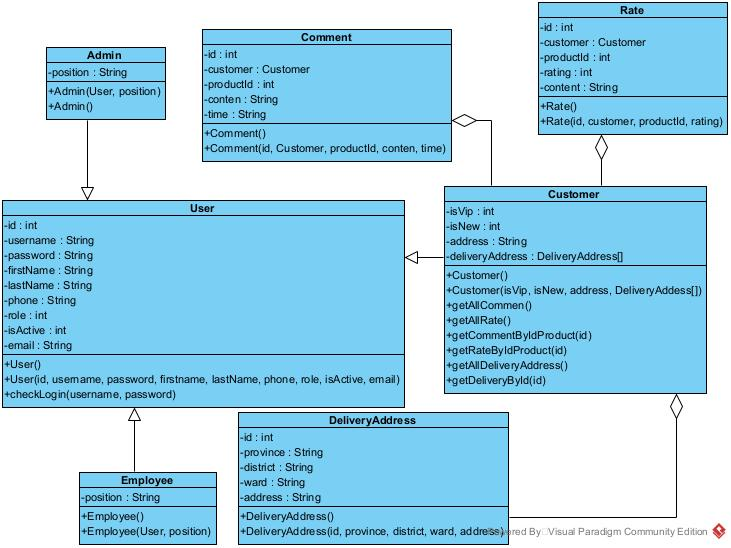 Admin
-position : String
+Admin(User, position)
+Admin()
Comment
-id : int
-customer : Customer
-productId : int
-conten : String
-time : String
+Comment()
+Comment(id, Customer, productId, conten, time)
Rate
-id : int
-customer : Customer
-productId : int
-rating : int
-content : String
+Rate()
+Rate(id, customer, productId, rating)
User
-id : int
-username : String
-password : String
-firstName : String
-lastName : String
-phone : String
-role : int
-isActive : int
-email : String
+User()
+User(id, username, password, firstname, lastName, phone, role, isActive, email)
+checkLogin(username, password)
Customer
-isVip : int
-isNew : int
-address : String
-deliveryAddress : DeliveryAddress[]
+Customer()
+Customer(isVip, isNew, address, DeliveryAddess[])
+getAllCommen()
+getAllRate()
+getCommentByIdProduct(id)
+getRateByIdProduct(id)
+getAllDeliveryAddress()
+getDeliveryById(id)
Employee
-position : String
+Employee()
+Employee(User, position)
DeliveryAddress
-id : int
-province : String
-district : String
-ward : String
-address : String
+DeliveryAddress()
+DeliveryAddress(id, province, district, ward, address)
Powered By Visual Paradigm Community Edition